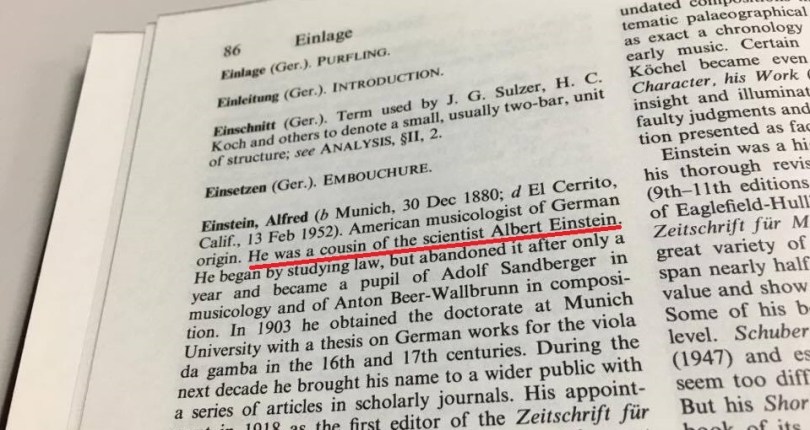 86
Einlage
Einlage (Ger.). PURFLING.
Einleitung (Ger.). INTRODUCTION.
Einschnitt (Ger.). Term used by J. G. Sulzer, H. C.
Koch and others to denote a small, usually two-bar, unit
of structure; see ANALYSIS, §II, 2.
Einsetzen (Ger.). EMBOUCHURE.
Einstein, Alfred (b Munich, 30 Dec 1880; d El Cerrito,
Calif., 13 Feb 1952). American musicologist of German
origin. He was a cousin of the scientist Albert Einstein.
He began by studying law, but abandoned it after only a
year and became a pupil of Adolf Sandberger in
musicology and of Anton Beer-Wallbrunn in composi-
tion. In 1903 he obtained the doctorate at Munich
University with a thesis on German works for the viola
da gamba in the 16th and 17th centuries. During the
next decade he brought his name to a wider public with
a series of articles in scholarly journals. His appoint-
in 1918 as the first editor of the Zeitschrift für
undated compositions
tematic palaeographical
as exact a chronology
early music. Certain
Köchel became even
Character, his Work (
insight and illuminat
faulty judgments and
tion presented as fac
Einstein was a hi
his thorough revis
(9th–11th editions
of Eaglefield-Hull
Zeitschrift für M
great variety of
span nearly half
value and show
Some of his b
level. Schuber
(1947) and es
seem too diff
But his Shor
book of its